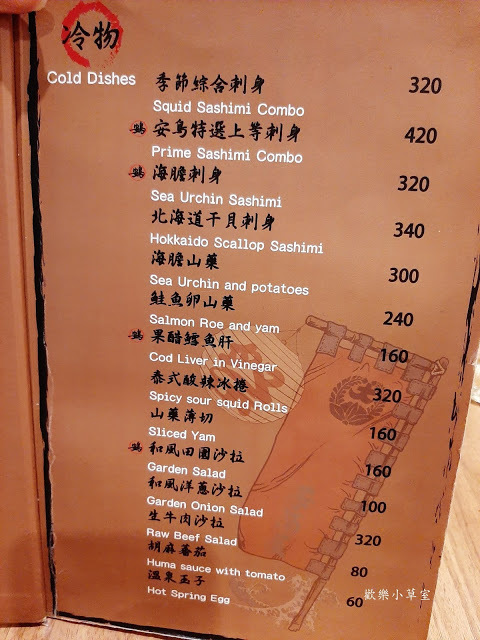 冷物
Cold Dishes
季節綜合刺身 320
Squid Sashimi Combo
鵝 安鳥特選上等刺身 420
Prime Sashimi Combo
鵝 海膽刺身 320
Sea Urchin Sashimi
北海道干貝刺身 340
Hokkaido Scallop Sashimi
海膽山藥 300
Sea Urchin and potatoes
鮭魚卵山藥 240
Salmon Roe and yam
鵝 果醋鱈魚肝 160
Cod Liver in Vinegar
泰式酸辣冰捲 320
Spicy sour squid Rolls
山藥薄切 160
Sliced Yam
鵝 和風田園沙拉 160
Garden Salad
和風洋蔥沙拉 100
Garden Onion Salad
生牛肉沙拉 320
Raw Beef Salad
胡麻蕃茄 80
Huma sauce with tomato
溫泉玉子 60
Hot Spring Egg
歡樂小草室